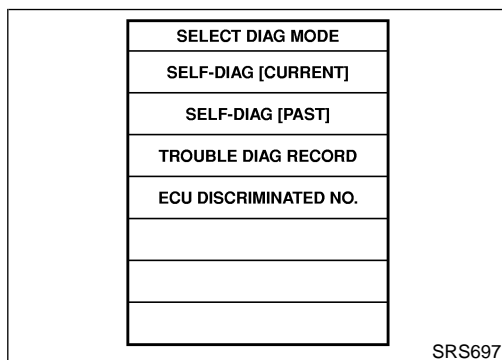 SELECT DIAG MODE
SELF-DIAG [CURRENT]
SELF-DIAG [PAST]
TROUBLE DIAG RECORD
ECU DISCRIMINATED NO.
SRS697